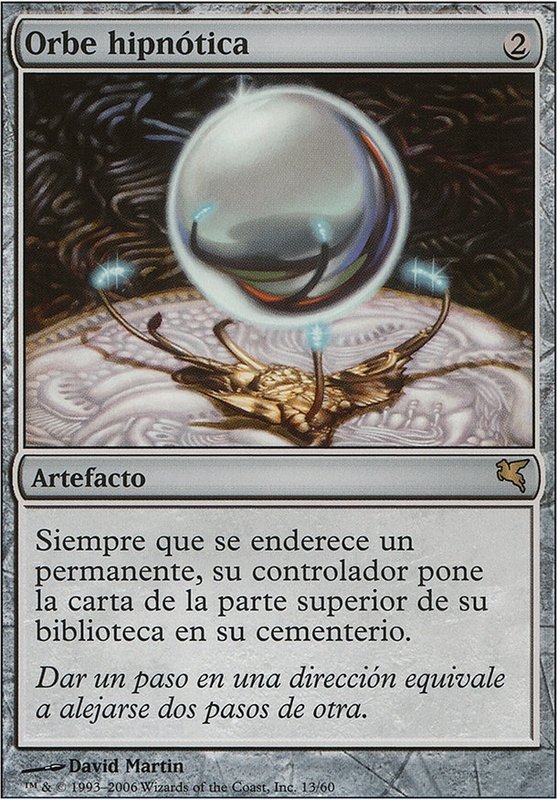 Orbe hipnótica
2
Artefacto
Siempre que se enderece un
permanente, su controlador pone
la carta de la parte superior de su
biblioteca en su cementerio.
Dar un paso en una dirección equivale
a alejarse dos pasos de otra.
David Martin
™ & © 1993–2006 Wizards of the Coast, Inc. 13/60